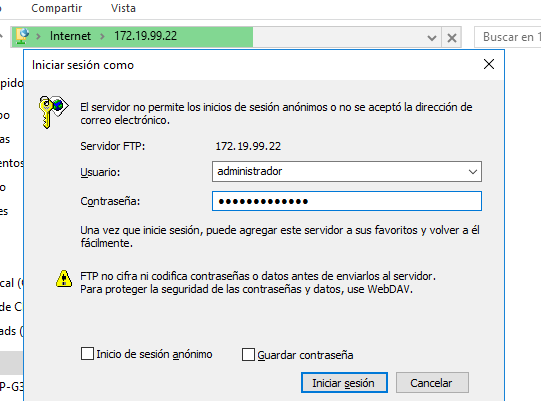 Compartir Vista
Internet > 172.19.99.22
Buscar en 1
Iniciar sesión como
El servidor no permite los inicios de sesión anónimos o no se aceptó la dirección de
correo electrónico.
Servidor FTP: 172.19.99.22
Usuario: administrador
Contraseña: •••••••••••••
Una vez que inicie sesión, puede agregar este servidor a sus favoritos y volver a él
fácilmente.
FTP no cifra ni codifica contraseñas o datos antes de enviarlos al servidor.
Para proteger la seguridad de las contraseñas y datos, use WebDAV.
Inicio de sesión anónimo
Guardar contraseña
Iniciar sesión
Cancelar
pido
po
as
entos
o
es
cal (
de C
ads (
P-G3